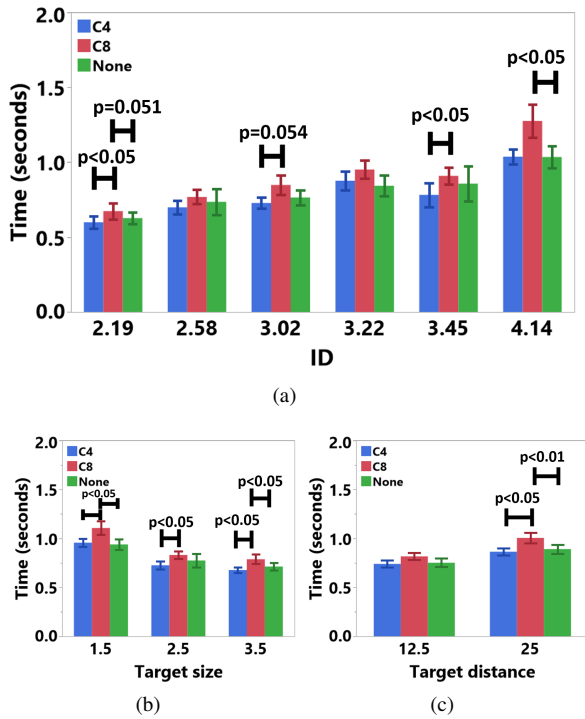 2.0
C4
C8
None
1.5
1.0
0.5
0.0
Time (seconds)
p<0.05
p=0.051
p=0.054
p<0.05
p<0.05
2.19 2.58 3.02 3.22 3.45 4.14
ID
(a)
2.0
C4
C8
None
1.5
1.0
0.5
0.0
Time (seconds)
p<0.05
p<0.05
p<0.05
p<0.05
1.5 2.5 3.5
Target size
(b)
2.0
C4
C8
None
1.5
1.0
0.5
0.0
Time (seconds)
p<0.01
p<0.05
12.5 25
Target distance
(c)